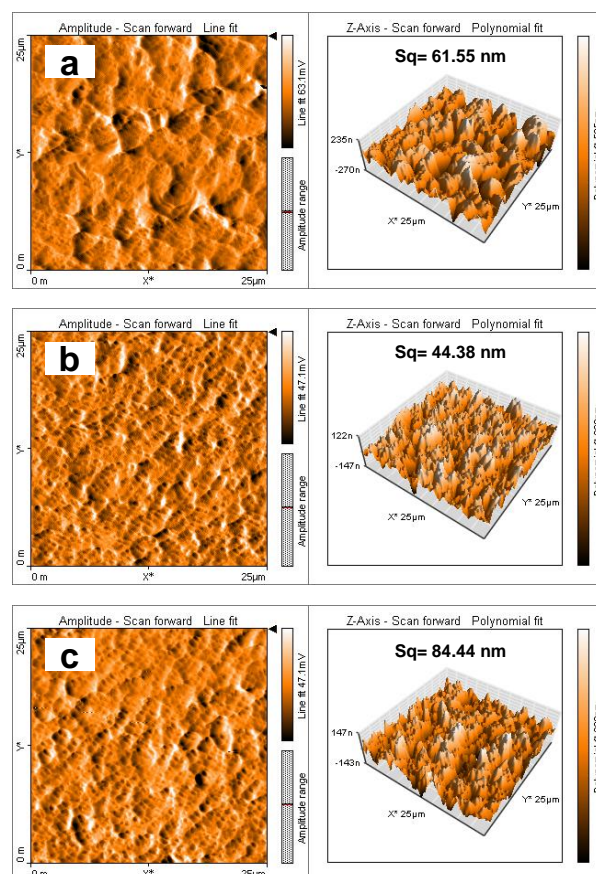 Amplitude - Scan forward Line fit
a
25µm
Y*
0 m
0 m
X*
25µm
Line fit 63.1mV
Amplitude range
Z-Axis - Scan forward Polynomial fit
Sq= 61.55 nm
235n
-270n
X* 25µm
Y* 25µm
Amplitude - Scan forward Line fit
b
25µm
Y*
0 m
0 m
X*
25µm
Line fit 47.1mV
Amplitude range
Z-Axis - Scan forward Polynomial fit
Sq= 44.38 nm
122n
-147n
X* 25µm
Y* 25µm
Amplitude - Scan forward Line fit
c
25µm
Y*
0 m
0 m
X*
25µm
Line fit 47.1mV
Amplitude range
Z-Axis - Scan forward Polynomial fit
Sq= 84.44 nm
147n
-143n
X* 25µm
Y* 25µm